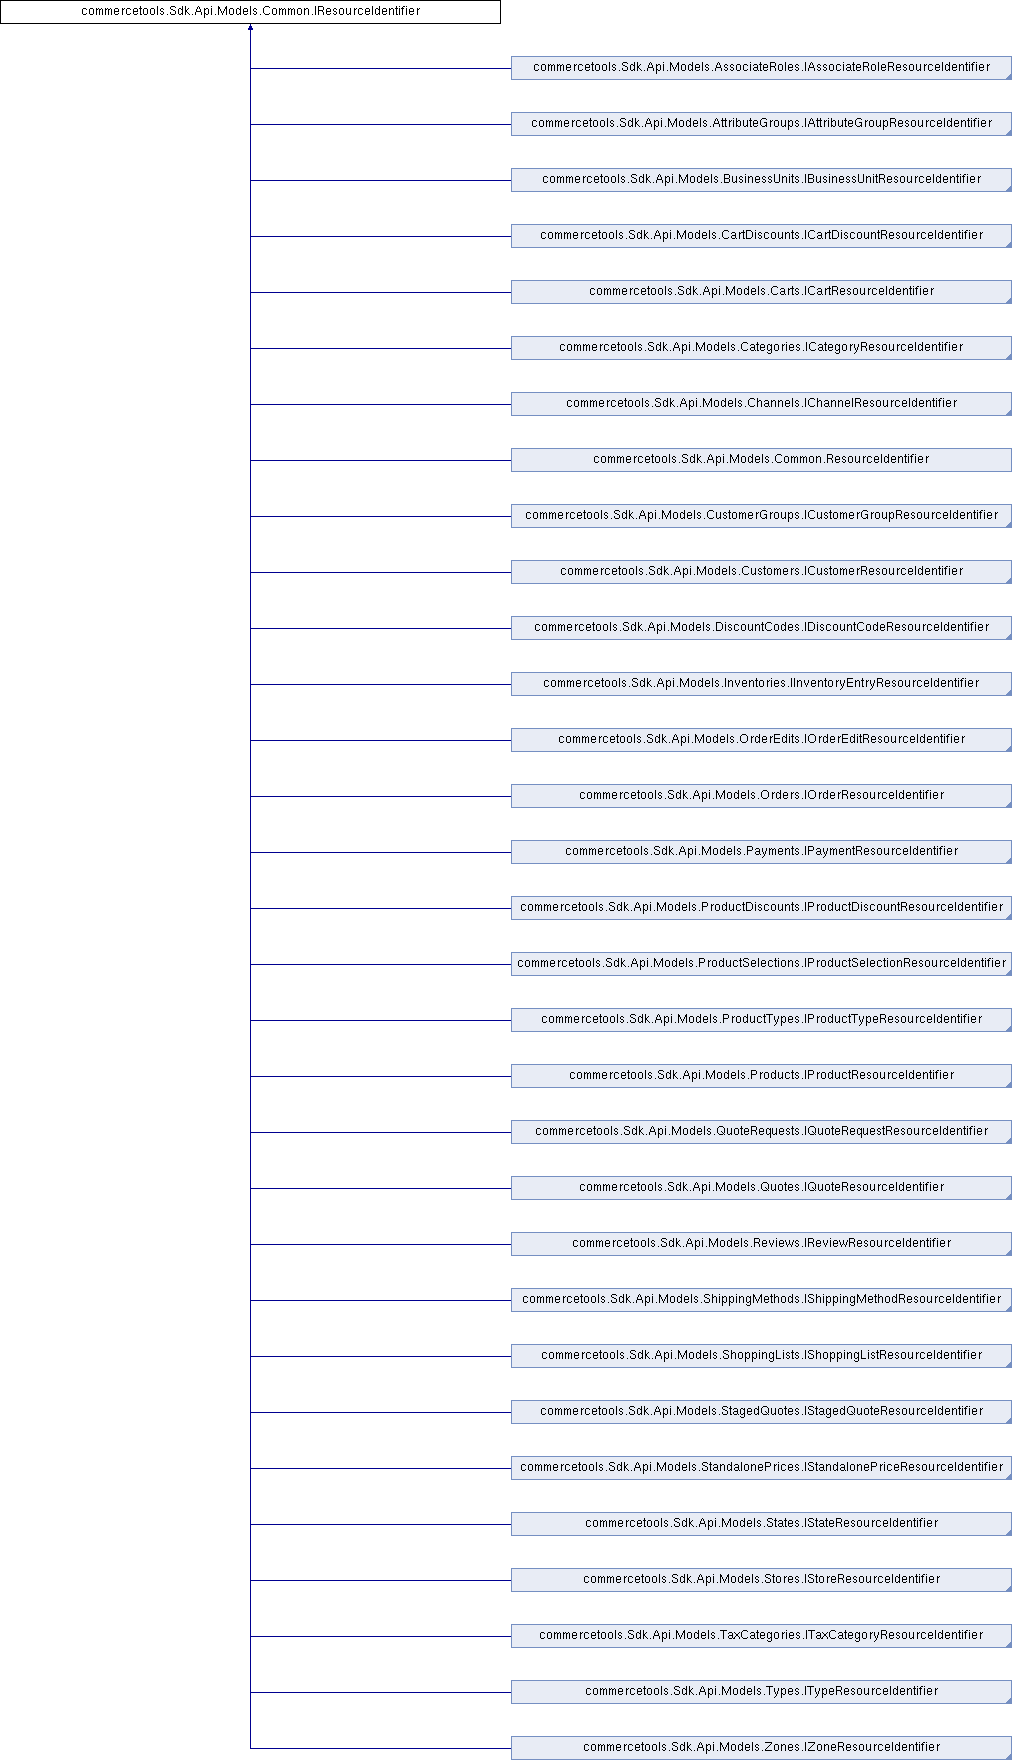 commercetools.Sdk.Api.Models.Common.IResourceIdentifier
commercetools.Sdk.Api.Models.AssociateRoles.IAssociateRoleResourceIdentifier
commercetools.Sdk.Api.Models.AttributeGroups.IAttributeGroupResourceIdentifier
commercetools.Sdk.Api.Models.BusinessUnits.IBusinessUnitResourceIdentifier
commercetools.Sdk.Api.Models.CartDiscounts.ICartDiscountResourceIdentifier
commercetools.Sdk.Api.Models.Carts.ICartResourceIdentifier
commercetools.Sdk.Api.Models.Categories.ICategoryResourceIdentifier
commercetools.Sdk.Api.Models.Channels.IChannelResourceIdentifier
commercetools.Sdk.Api.Models.Common.ResourceIdentifier
commercetools.Sdk.Api.Models.CustomerGroups.ICustomerGroupResourceIdentifier
commercetools.Sdk.Api.Models.Customers.ICustomerResourceIdentifier
commercetools.Sdk.Api.Models.DiscountCodes.IDiscountCodeResourceIdentifier
commercetools.Sdk.Api.Models.Inventories.IInventoryEntryResourceIdentifier
commercetools.Sdk.Api.Models.OrderEdits.IOrderEditResourceIdentifier
commercetools.Sdk.Api.Models.Orders.IOrderResourceIdentifier
commercetools.Sdk.Api.Models.Payments.IPaymentResourceIdentifier
commercetools.Sdk.Api.Models.ProductDiscounts.IProductDiscountResourceIdentifier
commercetools.Sdk.Api.Models.ProductSelections.IProductSelectionResourceIdentifier
commercetools.Sdk.Api.Models.ProductTypes.IProductTypeResourceIdentifier
commercetools.Sdk.Api.Models.Products.IProductResourceIdentifier
commercetools.Sdk.Api.Models.QuoteRequests.IQuoteRequestResourceIdentifier
commercetools.Sdk.Api.Models.Quotes.IQuoteResourceIdentifier
commercetools.Sdk.Api.Models.Reviews.IReviewResourceIdentifier
commercetools.Sdk.Api.Models.ShippingMethods.IShippingMethodResourceIdentifier
commercetools.Sdk.Api.Models.ShoppingLists.IShoppingListResourceIdentifier
commercetools.Sdk.Api.Models.StagedQuotes.IStagedQuoteResourceIdentifier
commercetools.Sdk.Api.Models.StandalonePrices.IStandalonePriceResourceIdentifier
commercetools.Sdk.Api.Models.States.IStateResourceIdentifier
commercetools.Sdk.Api.Models.Stores.IStoreResourceIdentifier
commercetools.Sdk.Api.Models.TaxCategories.ITaxCategoryResourceIdentifier
commercetools.Sdk.Api.Models.Types.ITypeResourceIdentifier
commercetools.Sdk.Api.Models.Zones.IZoneResourceIdentifier